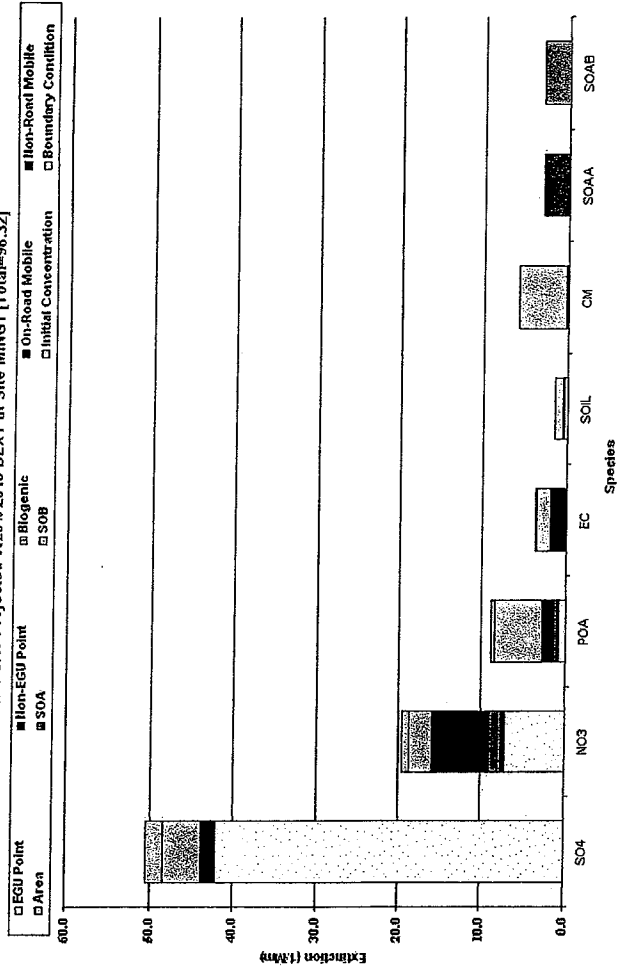 Projected W20% 2018 BEXT at Site MING1 [Total=96.32]
EGU Point
Non-EGU Point
Biogenic
On-Road Mobile
Non-Road Mobile
Area
SOA
SOB
Initial Concentration
Boundary Condition
Extinction (1/Mm)
60.0
50.0
40.0
30.0
20.0
10.0
0.0
SO4
NO3
POA
EC
SOIL
CM
SOAA
SOAB
Species